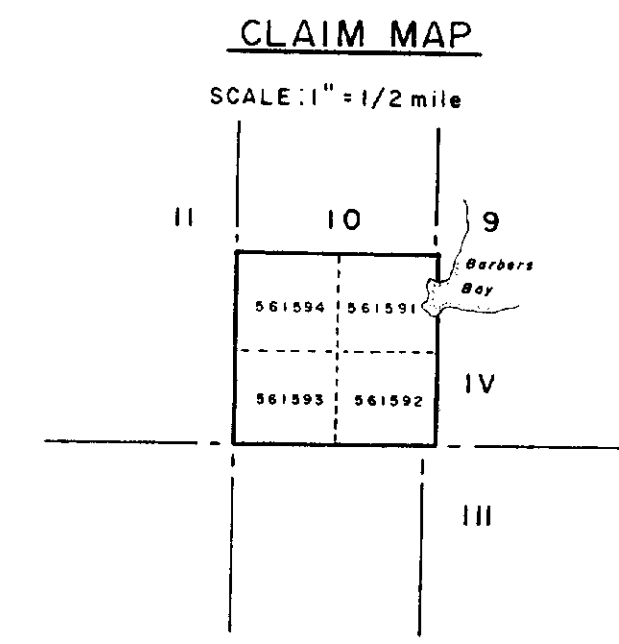 CLAIM MAP
SCALE: 1" = 1/2 mile
11 10 9
Barbers
Bay
561594 561591
IV
561593 561592
III